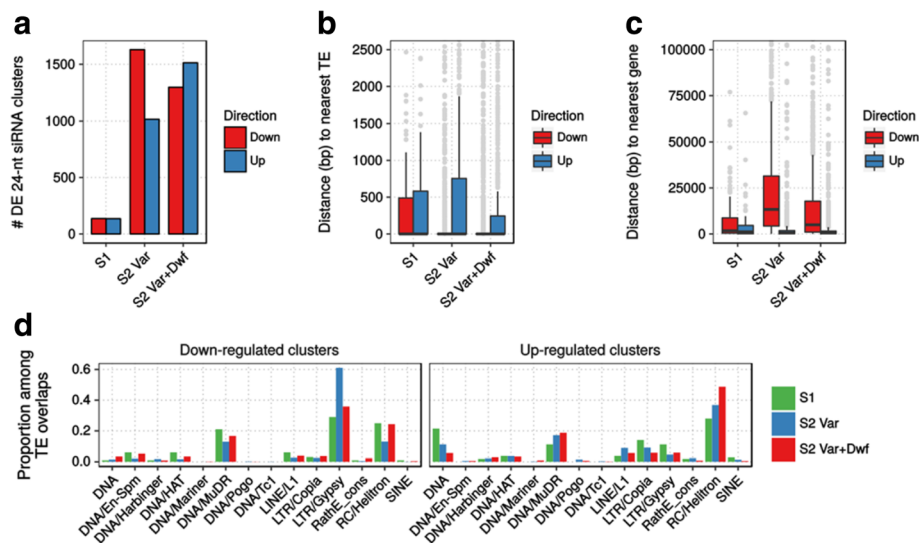 a
# DE 24-nt siRNA clusters
1500
1000
500
0
S1
S2 Var
S2 Var+Dwf
Direction
Down
Up
b
Distance (bp) to nearest TE
2500
2000
1500
1000
500
0
S1
S2 Var
S2 Var+Dwf
Direction
Down
Up
c
Distance (bp) to nearest gene
100000
75000
50000
25000
0
S1
S2 Var
S2 Var+Dwf
Direction
Down
Up
d
Down-regulated clusters
Up-regulated clusters
Proportion among
TE overlaps
0.6
0.4
0.2
0.0
DNA
DNA/En-Spm
DNA/Harbinger
DNA/HAT
DNA/Mariner
DNA/MuDR
DNA/Pogo
DNA/Tc1
LINE/L1
LTR/Copia
LTR/Gypsy
RathE_cons
RC/Helitron
SINE
DNA
DNA/En-Spm
DNA/Harbinger
DNA/HAT
DNA/Mariner
DNA/MuDR
DNA/Pogo
DNA/Tc1
LINE/L1
LTR/Copia
LTR/Gypsy
RathE_cons
RC/Helitron
SINE
S1
S2 Var
S2 Var+Dwf